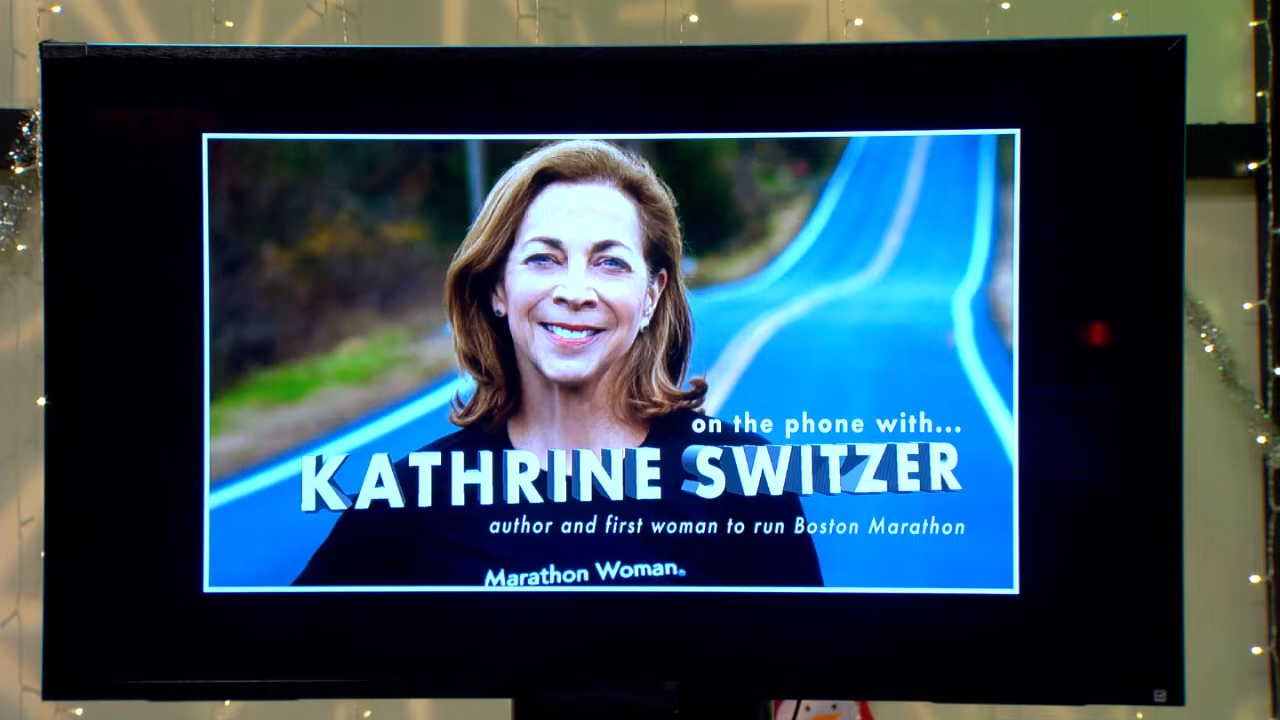 on the phone with...
KATHRINE SWITZER
author and first woman to run Boston Marathon
Marathon Woman.